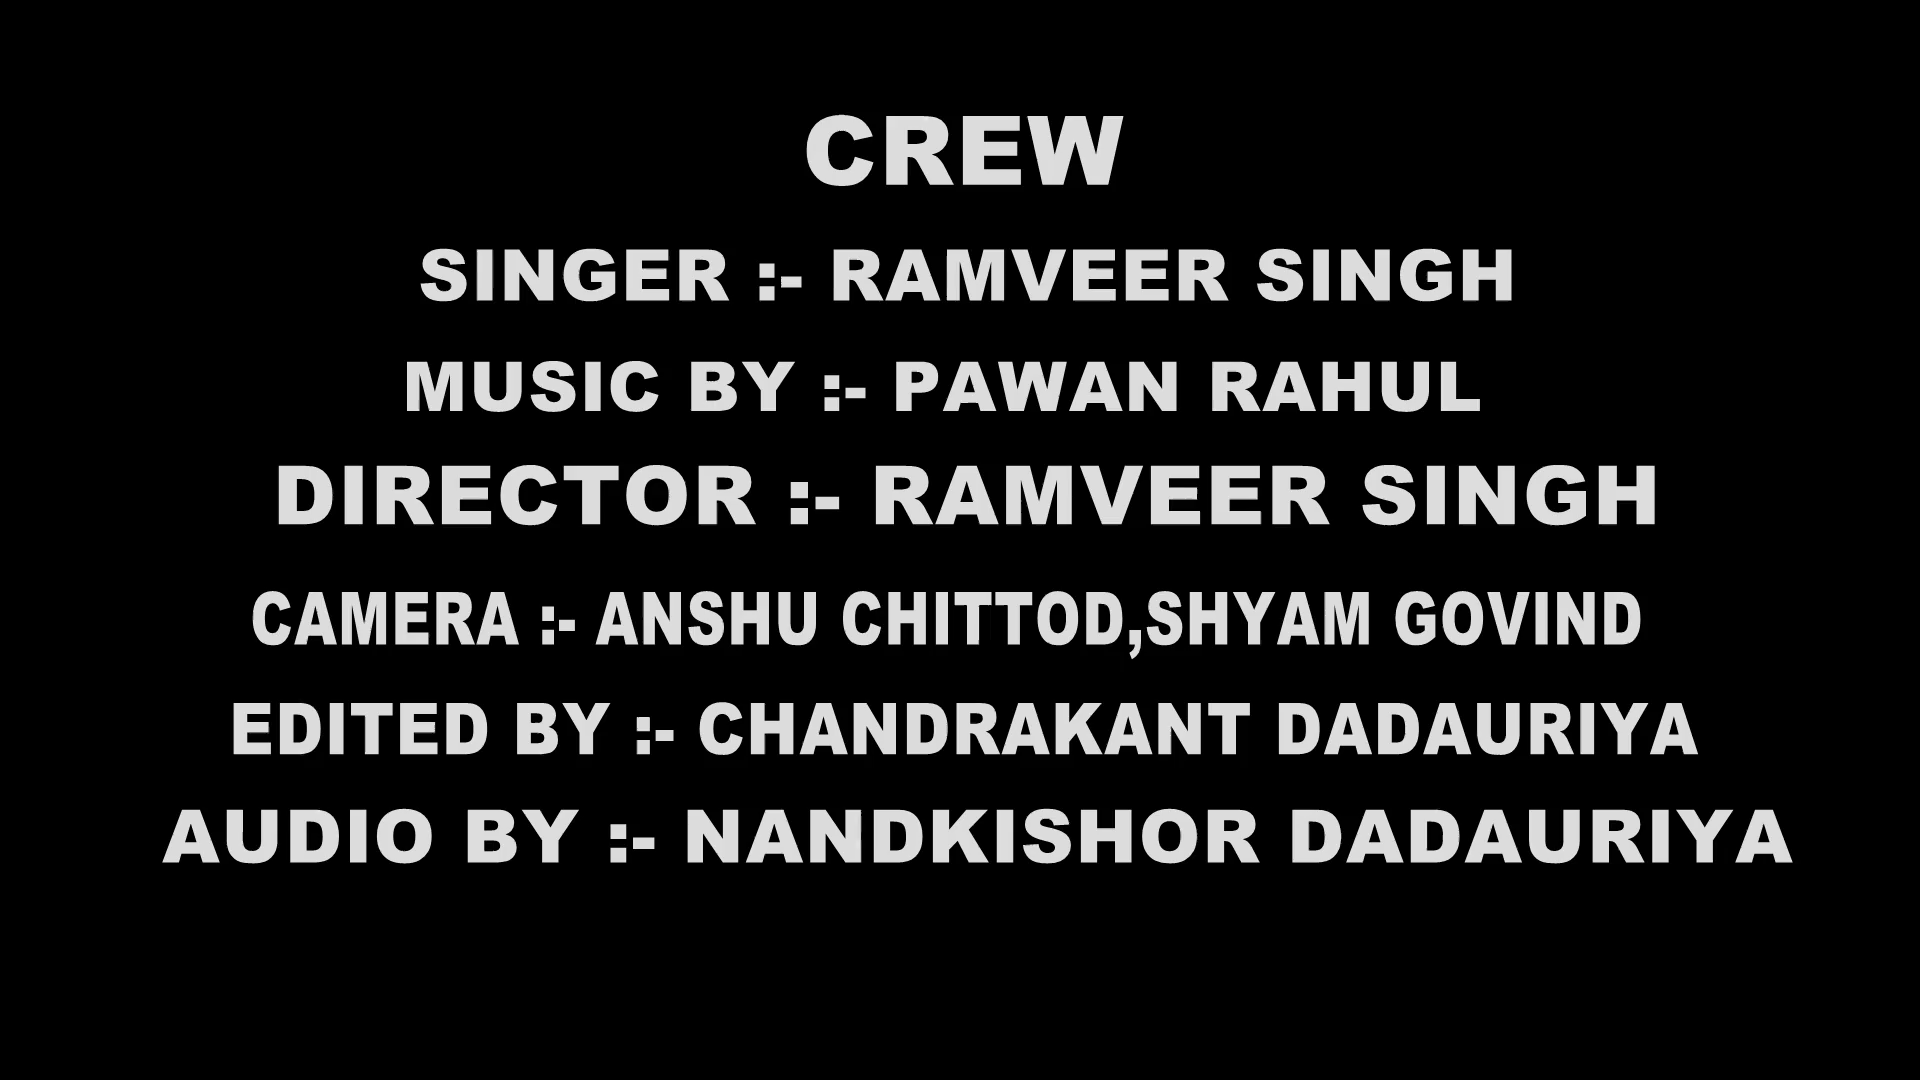 CREW
SINGER :- RAMVEER SINGH
MUSIC BY :- PAWAN RAHUL
DIRECTOR :- RAMVEER SINGH
CAMERA :- ANSHU CHITTOD,SHYAM GOVIND
EDITED BY :- CHANDRAKANT DADAURIYA
AUDIO BY :- NANDKISHOR DADAURIYA